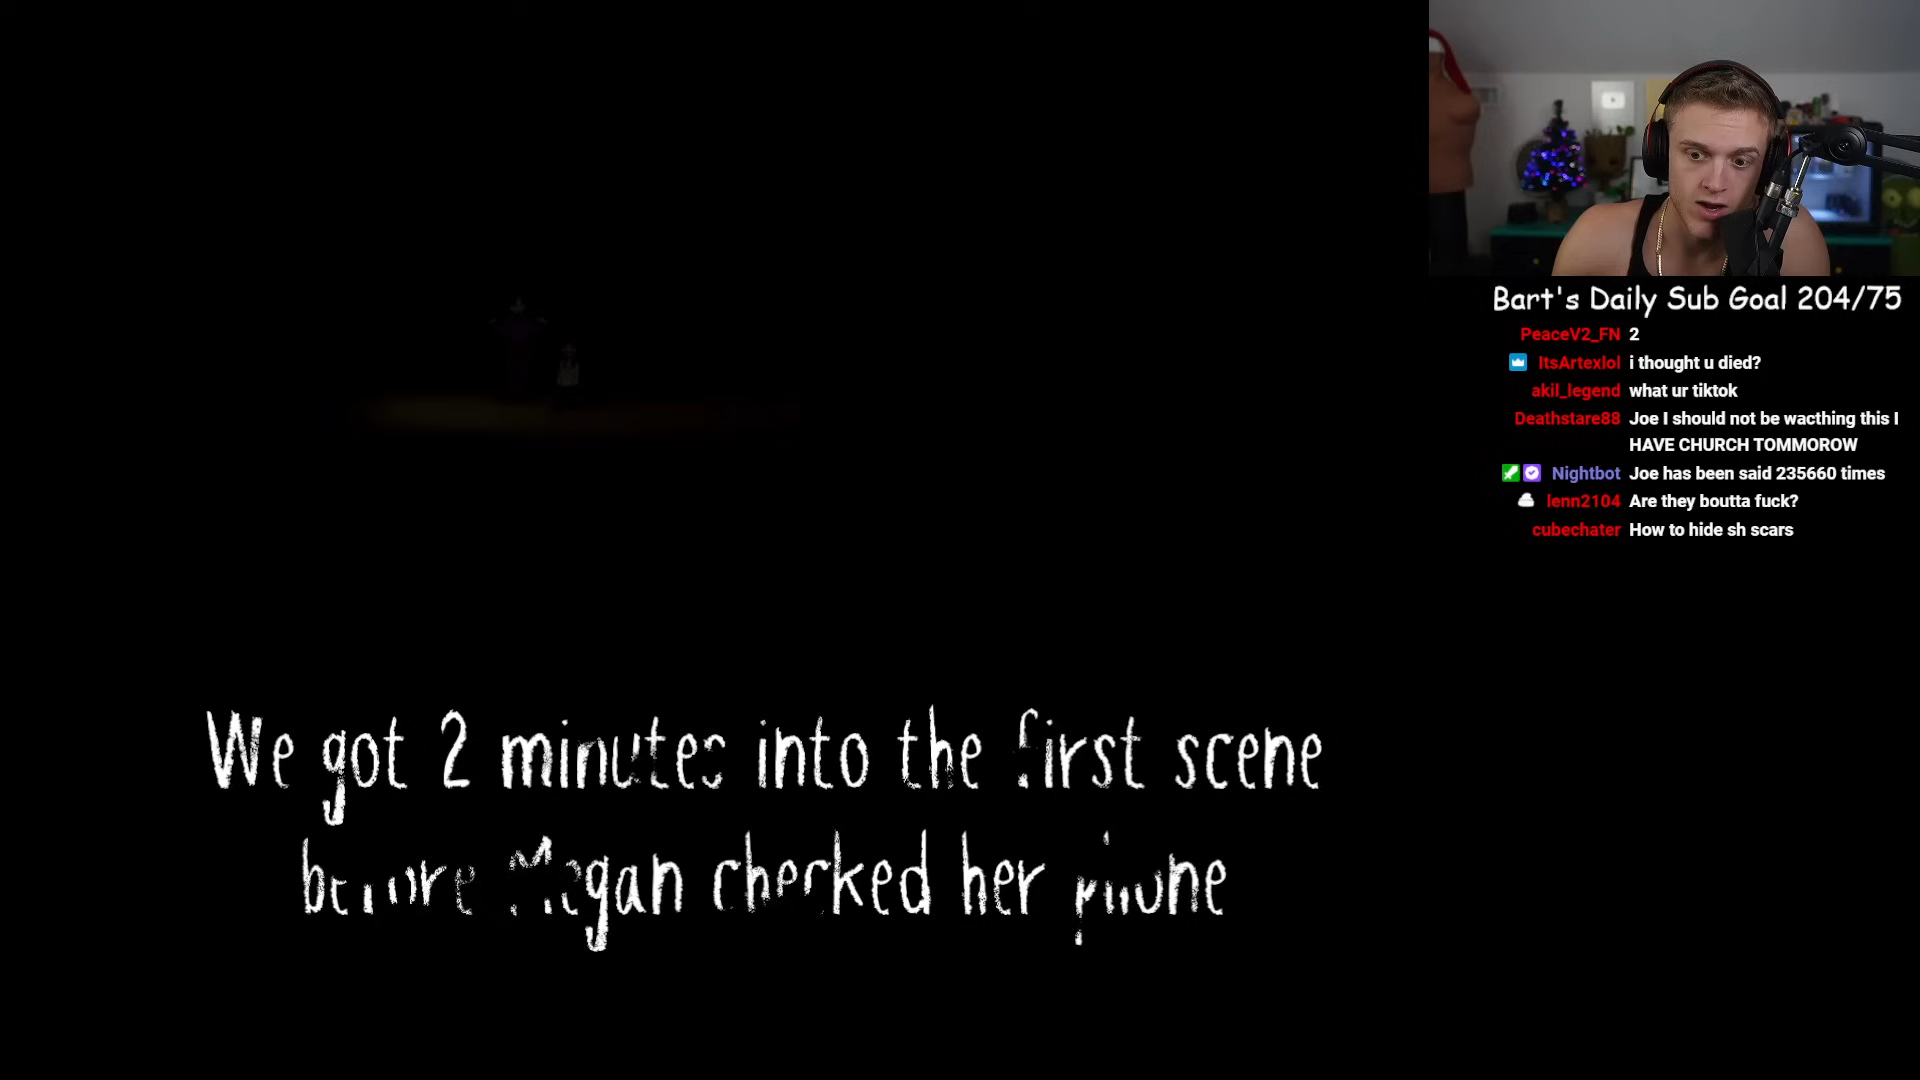 We got 2 minutes into the first scene
before Megan checked her phone
Bart's Daily Sub Goal 204/75
PeaceV2_FN 2
ItsArtexlol i thought u died?
akil_legend what ur tiktok
Deathstare88 Joe I should not be wacthing this I
HAVE CHURCH TOMMOROW
Nightbot Joe has been said 235660 times
lenn2104 Are they boutta fuck?
cubechater How to hide sh scars